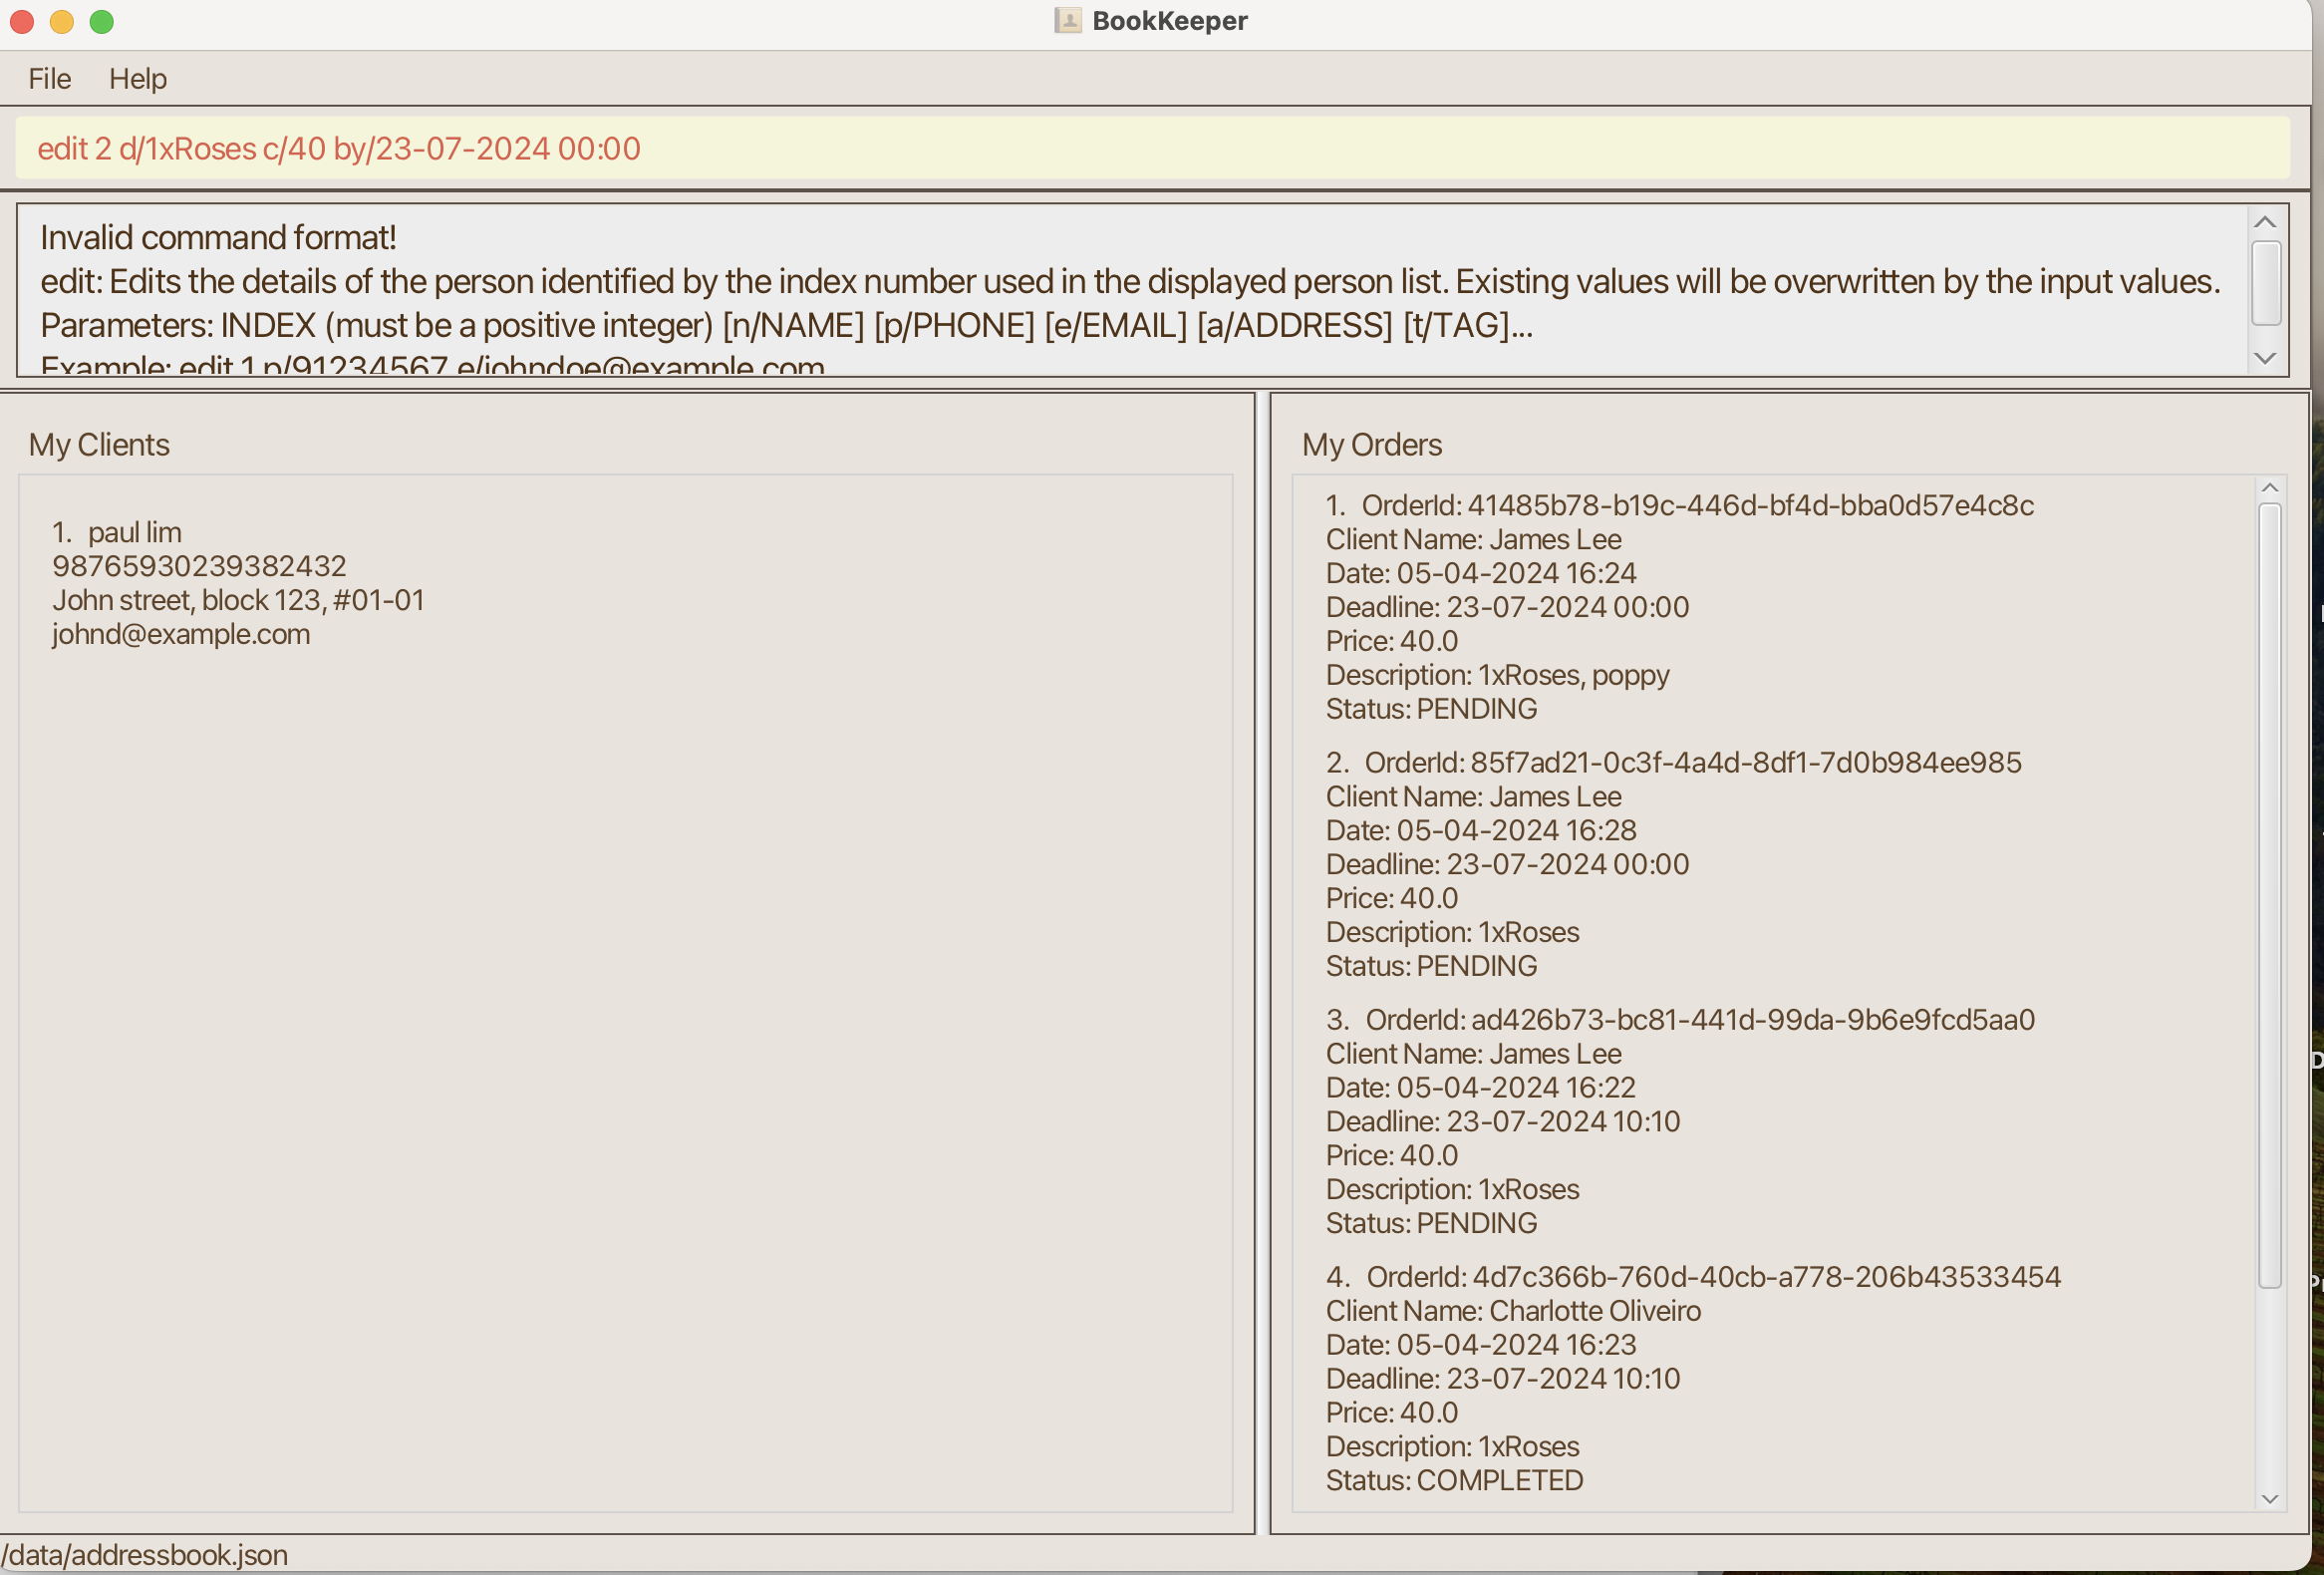 BookKeeper
File Help
edit 2 d/1xRoses c/40 by/23-07-2024 00:00
Invalid command format!
edit: Edits the details of the person identified by the index number used in the displayed person list. Existing values will be overwritten by the input values.
Parameters: INDEX (must be a positive integer) [n/NAME] [p/PHONE] [e/EMAIL] [a/ADDRESS] [t/TAG]...
Example: edit 1 p/91234567 e/johndoe@example.com
My Clients
1. paul lim
98765930239382432
John street, block 123, #01-01
johnd@example.com
My Orders
1. OrderId: 41485b78-b19c-446d-bf4d-bba0d57e4c8c
Client Name: James Lee
Date: 05-04-2024 16:24
Deadline: 23-07-2024 00:00
Price: 40.0
Description: 1xRoses, poppy
Status: PENDING
2. OrderId: 85f7ad21-0c3f-4a4d-8df1-7d0b984ee985
Client Name: James Lee
Date: 05-04-2024 16:28
Deadline: 23-07-2024 00:00
Price: 40.0
Description: 1xRoses
Status: PENDING
3. OrderId: ad426b73-bc81-441d-99da-9b6e9fcd5aa0
Client Name: James Lee
Date: 05-04-2024 16:22
Deadline: 23-07-2024 10:10
Price: 40.0
Description: 1xRoses
Status: PENDING
4. OrderId: 4d7c366b-760d-40cb-a778-206b43533454
Client Name: Charlotte Oliveiro
Date: 05-04-2024 16:23
Deadline: 23-07-2024 10:10
Price: 40.0
Description: 1xRoses
Status: COMPLETED
/data/addressbook.json